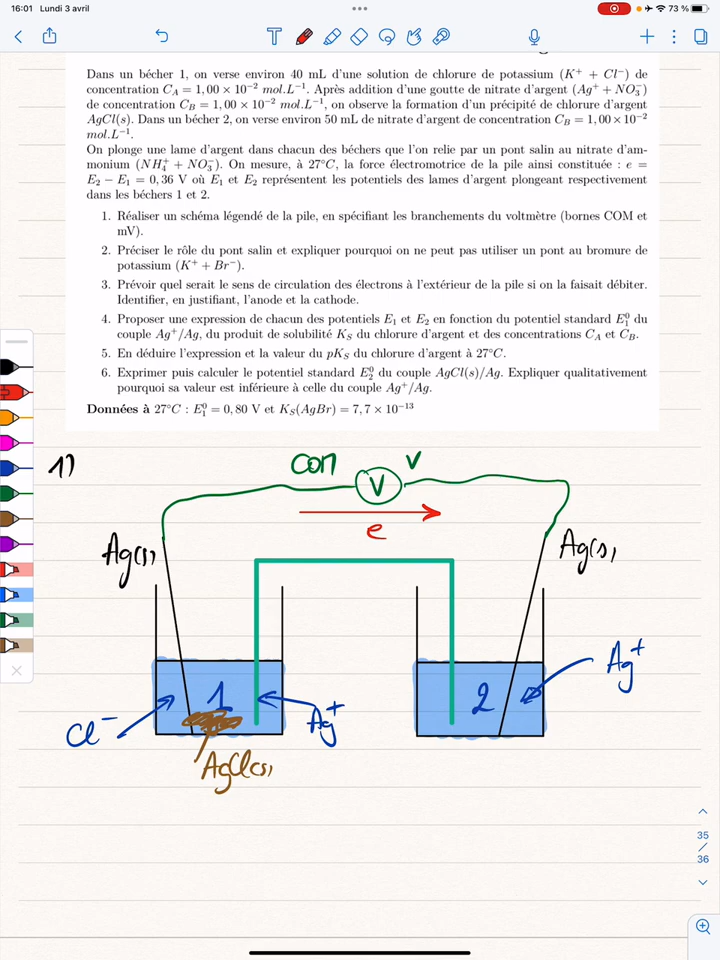 16:01 Lundi 3 avril
73 %
Dans un bécher 1, on verse environ 40 mL d'une solution de chlorure de potassium (K⁺ + Cl⁻) de
concentration C_A = 1,00 × 10⁻² mol.L⁻¹. Après addition d'une goutte de nitrate d'argent (Ag⁺ + NO₃⁻)
de concentration C_B = 1,00 × 10⁻² mol.L⁻¹, on observe la formation d'un précipité de chlorure d'argent
AgCl(s). Dans un bécher 2, on verse environ 50 mL de nitrate d'argent de concentration C_B = 1,00 × 10⁻²
mol.L⁻¹.
On plonge une lame d'argent dans chacun des béchers que l'on relie par un pont salin au nitrate d'am-
monium (NH₄⁺ + NO₃⁻). On mesure, à 27°C, la force électromotrice de la pile ainsi constituée : e =
E₂ − E₁ = 0,36 V où E₁ et E₂ représentent les potentiels des lames d'argent plongeant respectivement
dans les béchers 1 et 2.
1. Réaliser un schéma légendé de la pile, en spécifiant les branchements du voltmètre (bornes COM et
mV).
2. Préciser le rôle du pont salin et expliquer pourquoi on ne peut pas utiliser un pont au bromure de
potassium (K⁺ + Br⁻).
3. Prévoir quel serait le sens de circulation des électrons à l'extérieur de la pile si on la faisait débiter.
Identifier, en justifiant, l'anode et la cathode.
4. Proposer une expression de chacun des potentiels E₁ et E₂ en fonction du potentiel standard E₁⁰ du
couple Ag⁺/Ag, du produit de solubilité K_S du chlorure d'argent et des concentrations C_A et C_B.
5. En déduire l'expression et la valeur du pK_S du chlorure d'argent à 27°C.
6. Exprimer puis calculer le potentiel standard E₂⁰ du couple AgCl(s)/Ag. Expliquer qualitativement
pourquoi sa valeur est inférieure à celle du couple Ag⁺/Ag.
Données à 27°C : E₁⁰ = 0,80 V et K_S(AgBr) = 7,7 × 10⁻¹³
1)
COM
V
V
e
Ag(s)
Ag(s)
1
2
Ag⁺
Cl⁻
Ag⁺
AgCl(s)
35
/
36